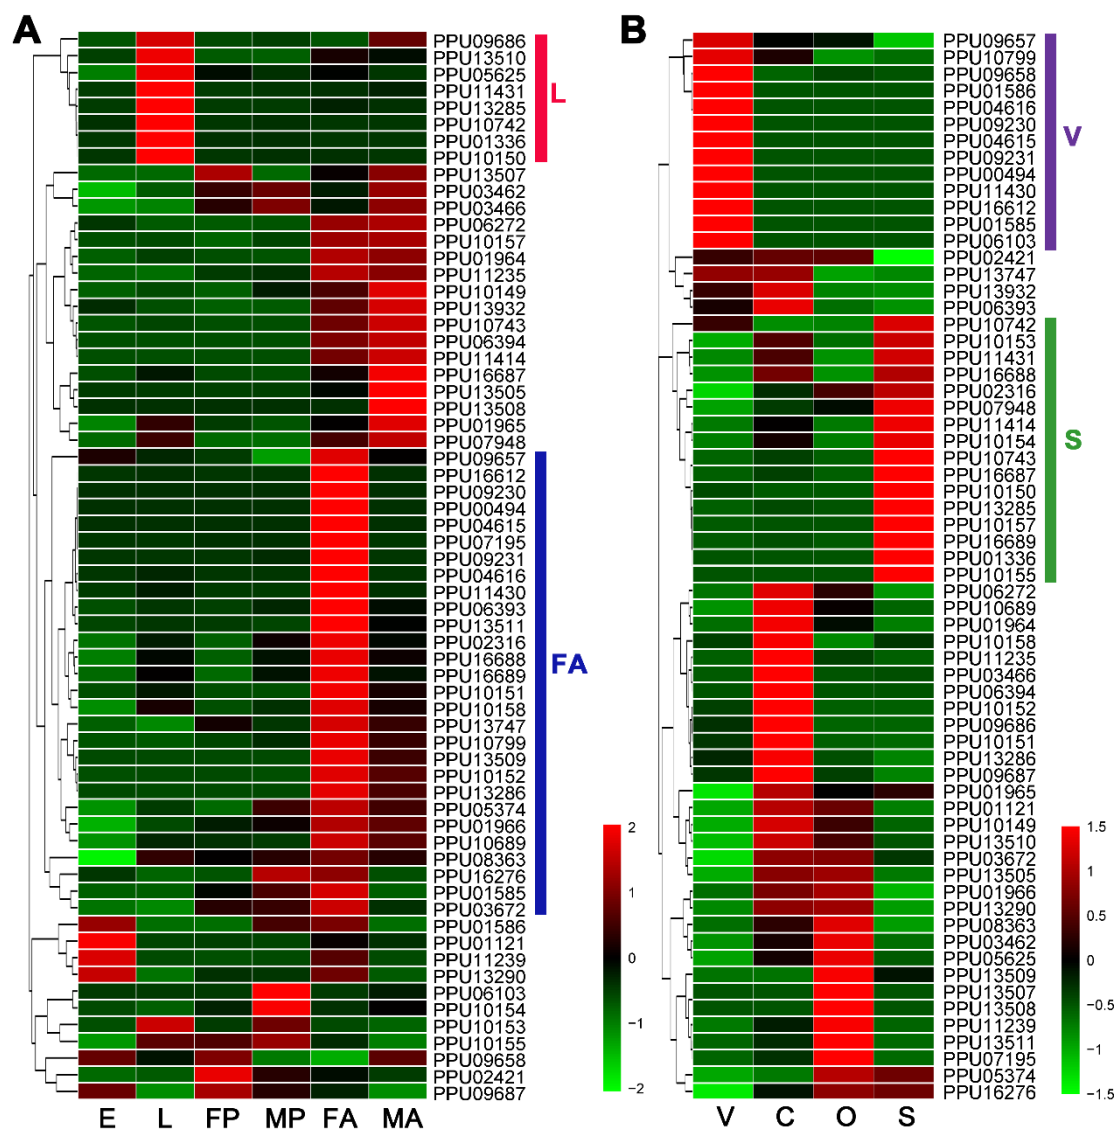 A
PPU09686
PPU13510
PPU05625
PPU11431
PPU13285
PPU10742
PPU01336
PPU10150
PPU13507
PPU03462
PPU03466
PPU06272
PPU10157
PPU01964
PPU11235
PPU10149
PPU13932
PPU10743
PPU06394
PPU11414
PPU16687
PPU13505
PPU13508
PPU01965
PPU07948
PPU09657
PPU16612
PPU09230
PPU00494
PPU04615
PPU07195
PPU09231
PPU04616
PPU11430
PPU06393
PPU13511
PPU02316
PPU16688
PPU16689
PPU10151
PPU10158
PPU13747
PPU10799
PPU13509
PPU10152
PPU13286
PPU05374
PPU01966
PPU10689
PPU08363
PPU16276
PPU01585
PPU03672
PPU01586
PPU01121
PPU11239
PPU13290
PPU06103
PPU10154
PPU10153
PPU10155
PPU09658
PPU02421
PPU09687
L
FA
2
1
0
−1
−2
E L FP MP FA MA
B
PPU09657
PPU10799
PPU09658
PPU01586
PPU04616
PPU09230
PPU04615
PPU09231
PPU00494
PPU11430
PPU16612
PPU01585
PPU06103
PPU02421
PPU13747
PPU13932
PPU06393
PPU10742
PPU10153
PPU11431
PPU16688
PPU02316
PPU07948
PPU11414
PPU10154
PPU10743
PPU16687
PPU10150
PPU13285
PPU10157
PPU16689
PPU01336
PPU10155
PPU06272
PPU10689
PPU01964
PPU10158
PPU11235
PPU03466
PPU06394
PPU10152
PPU09686
PPU10151
PPU13286
PPU09687
PPU01965
PPU01121
PPU10149
PPU13510
PPU03672
PPU13505
PPU01966
PPU13290
PPU08363
PPU03462
PPU05625
PPU13509
PPU13507
PPU13508
PPU11239
PPU13511
PPU07195
PPU05374
PPU16276
V
S
1.5
1
0.5
0
−0.5
−1
−1.5
V C O S